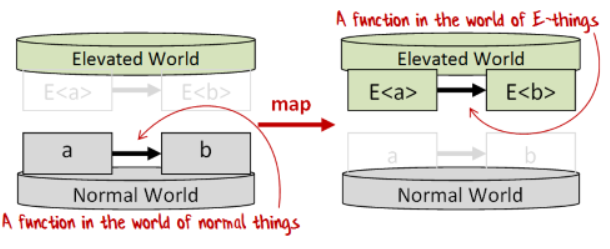 A function in the world of E-things
Elevated World
E<a>
E<b>
map
a
b
Normal World
A function in the world of normal things
Elevated World
E<a>
E<b>
a
b
Normal World